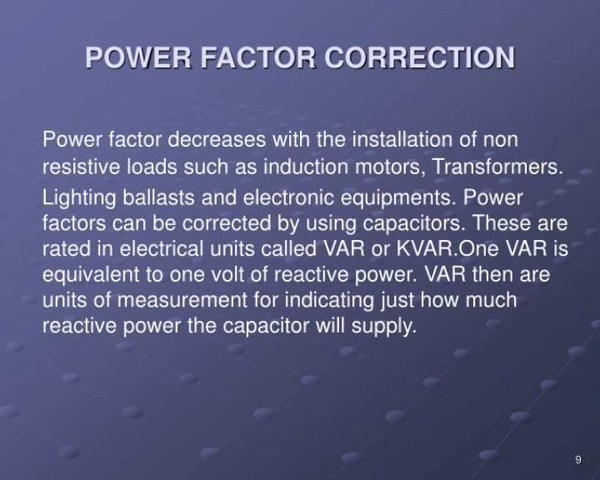 POWER FACTOR CORRECTION
Power factor decreases with the installation of non
resistive loads such as induction motors, Transformers.
Lighting ballasts and electronic equipments. Power
factors can be corrected by using capacitors. These are
rated in electrical units called VAR or KVAR.One VAR is
equivalent to one volt of reactive power. VAR then are
units of measurement for indicating just how much
reactive power the capacitor will supply.
9